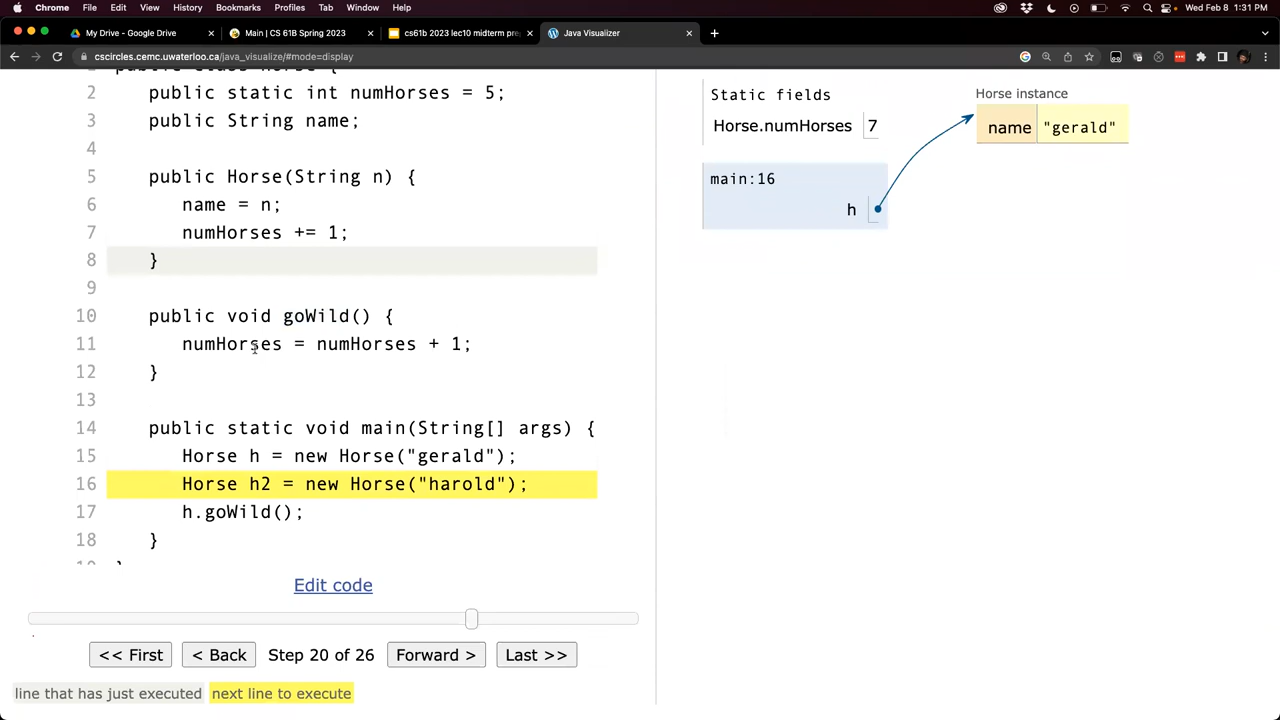 Chrome File Edit View History Bookmarks Profiles Tab Window Help Wed Feb 8 1:31 PM
My Drive - Google Drive Main | CS 61B Spring 2023 cs61b 2023 lec10 midterm pre Java Visualizer
cscircles.cemc.uwaterloo.ca/java_visualize/#mode=display
public class Horse {
2 public static int numHorses = 5;
3 public String name;
4
5 public Horse(String n) {
6 name = n;
7 numHorses += 1;
8 }
9
10 public void goWild() {
11 numHorses = numHorses + 1;
12 }
13
14 public static void main(String[] args) {
15 Horse h = new Horse("gerald");
16 Horse h2 = new Horse("harold");
17 h.goWild();
18 }
Edit code
<< First < Back Step 20 of 26 Forward > Last >>
line that has just executed next line to execute
Static fields
Horse.numHorses 7
main:16
h
Horse instance
name "gerald"